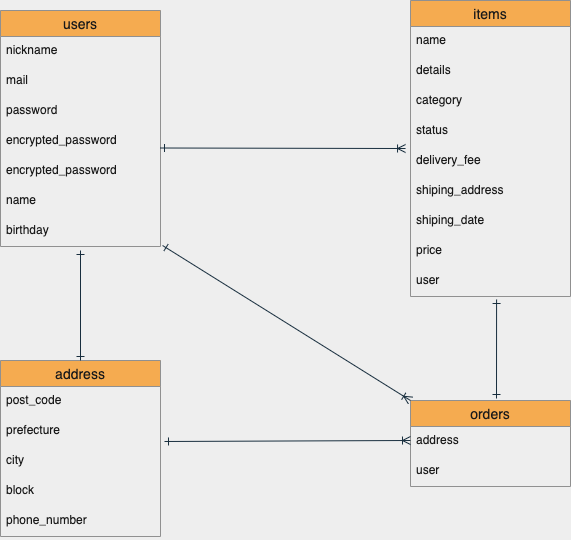 users
nickname
mail
password
encrypted_password
encrypted_password
name
birthday
items
name
details
category
status
delivery_fee
shiping_address
shiping_date
price
user
address
post_code
prefecture
city
block
phone_number
orders
address
user